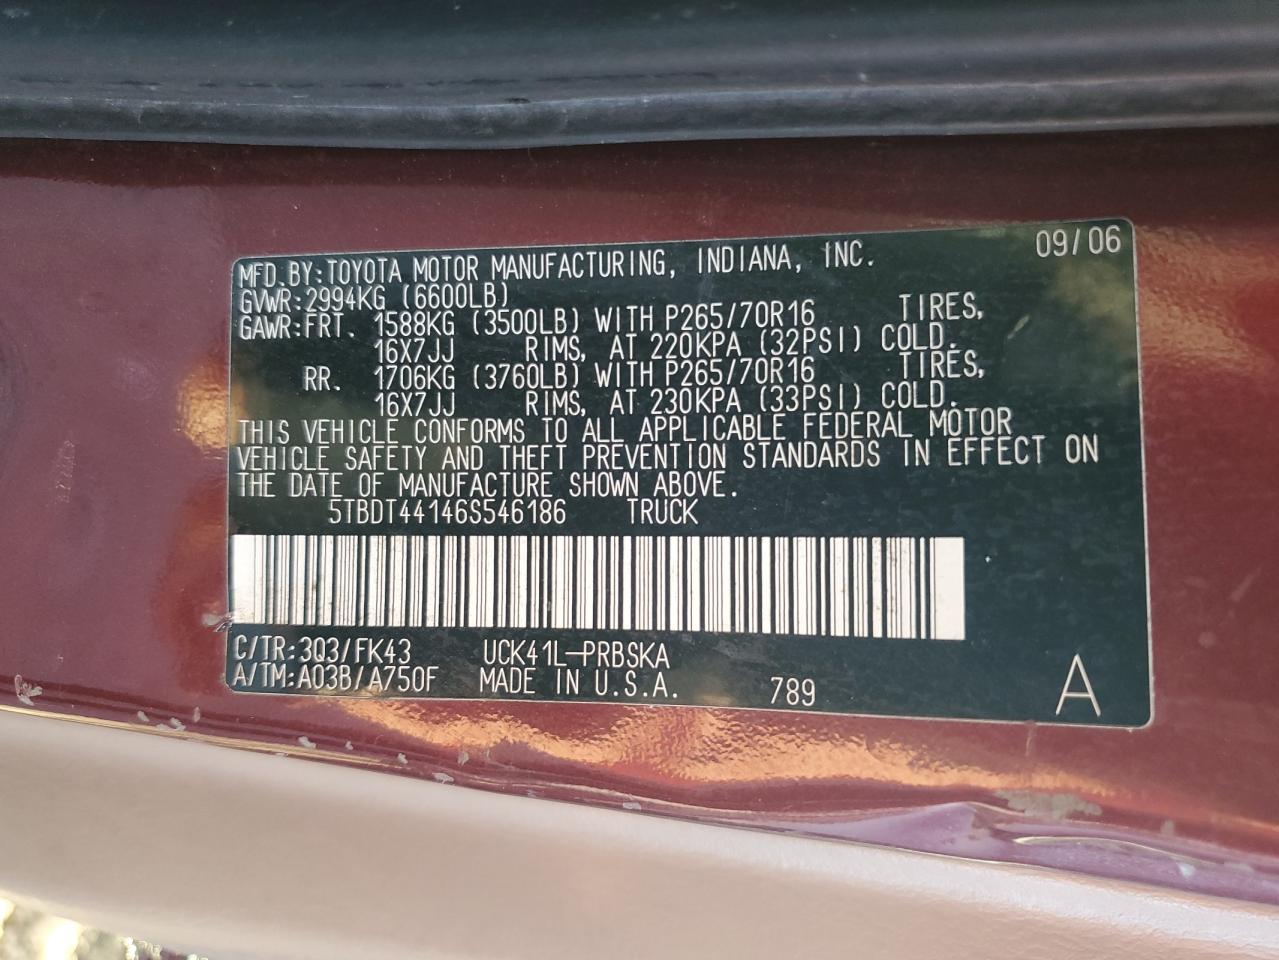 MFD.BY:TOYOTA MOTOR MANUFACTURING, INDIANA, INC. 09/06
GVWR:2994KG (6600LB)
GAWR:FRT. 1588KG (3500LB) WITH P265/70R16 TIRES,
16X7JJ RIMS, AT 220KPA (32PSI) COLD.
RR. 1706KG (3760LB) WITH P265/70R16 TIRES,
16X7JJ RIMS, AT 230KPA (33PSI) COLD.
THIS VEHICLE CONFORMS TO ALL APPLICABLE FEDERAL MOTOR
VEHICLE SAFETY AND THEFT PREVENTION STANDARDS IN EFFECT ON
THE DATE OF MANUFACTURE SHOWN ABOVE.
5TBDT44146S546186 TRUCK
C/TR:3Q3/FK43 UCK41L-PRBSKA
A/TM:A03B/A750F MADE IN U.S.A. 789 A